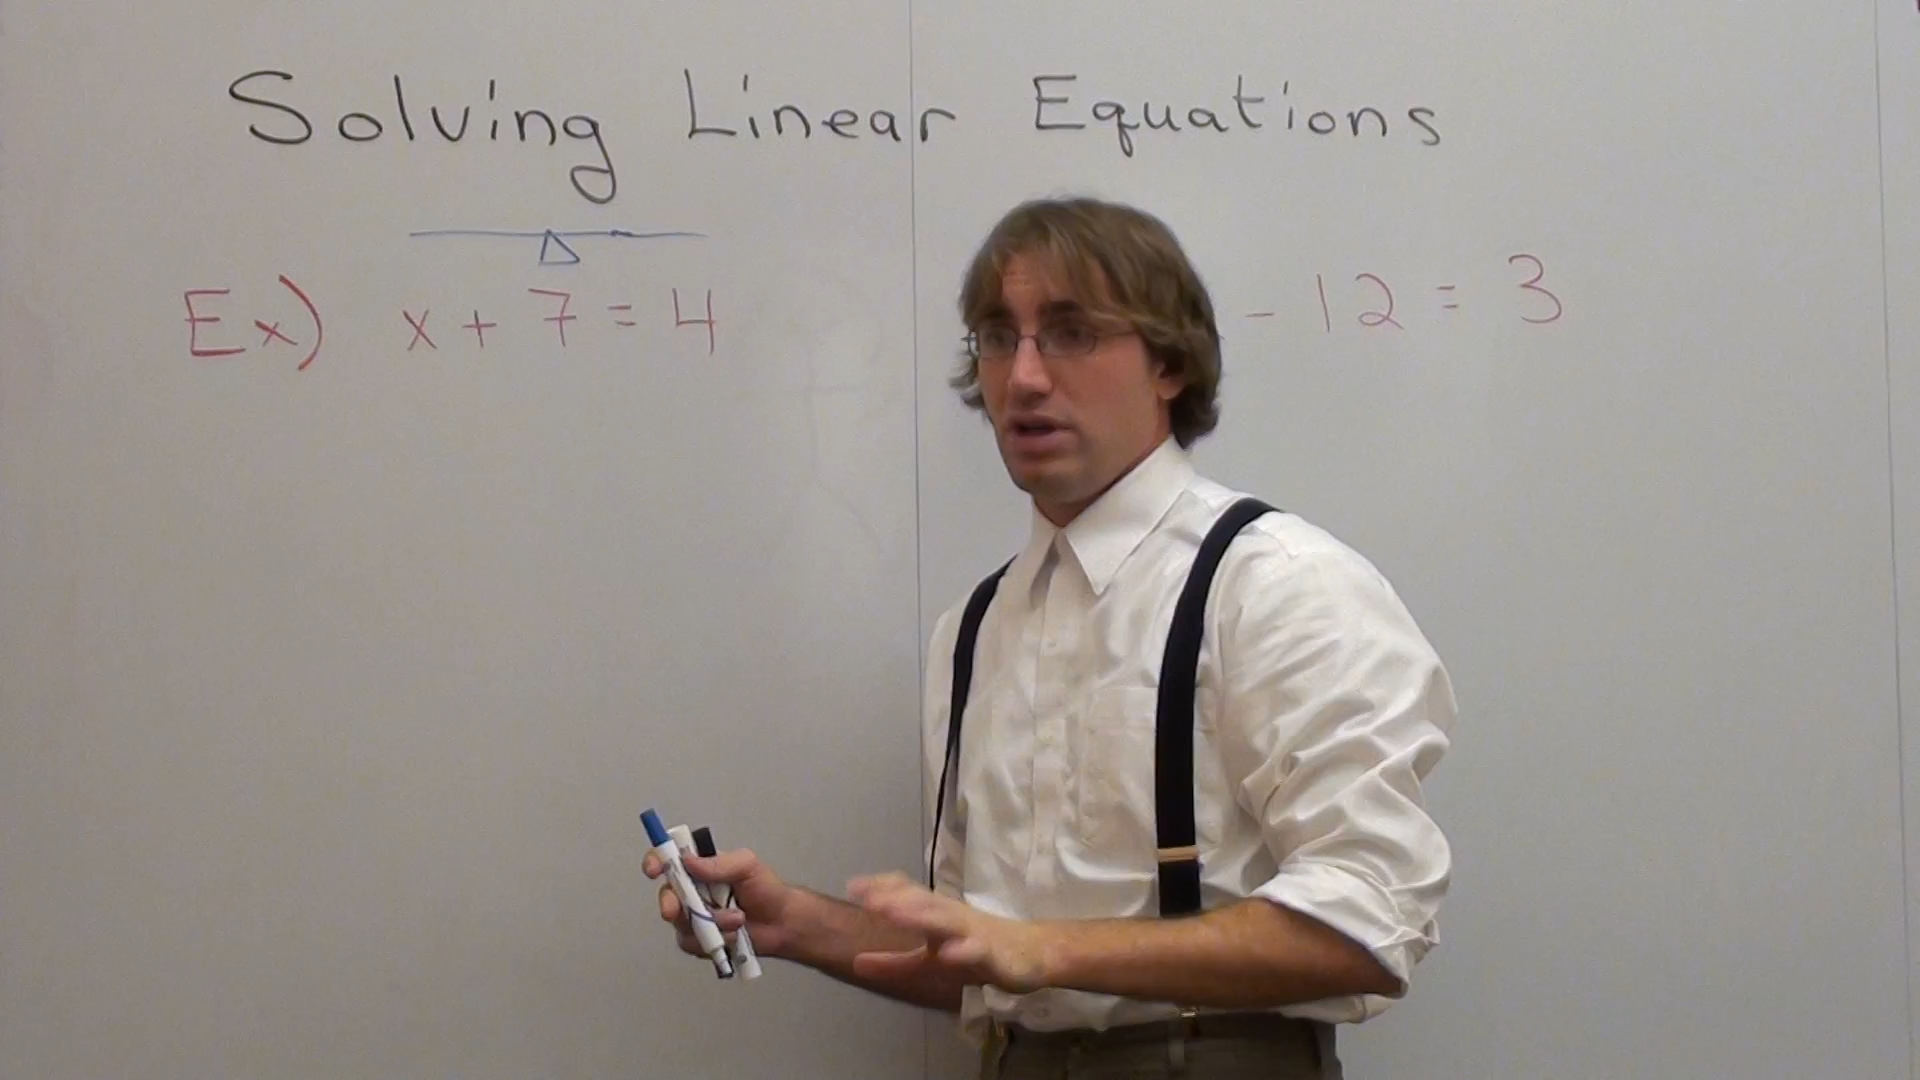 Solving Linear Equations
Ex) x + 7 = 4
- 12 = 3